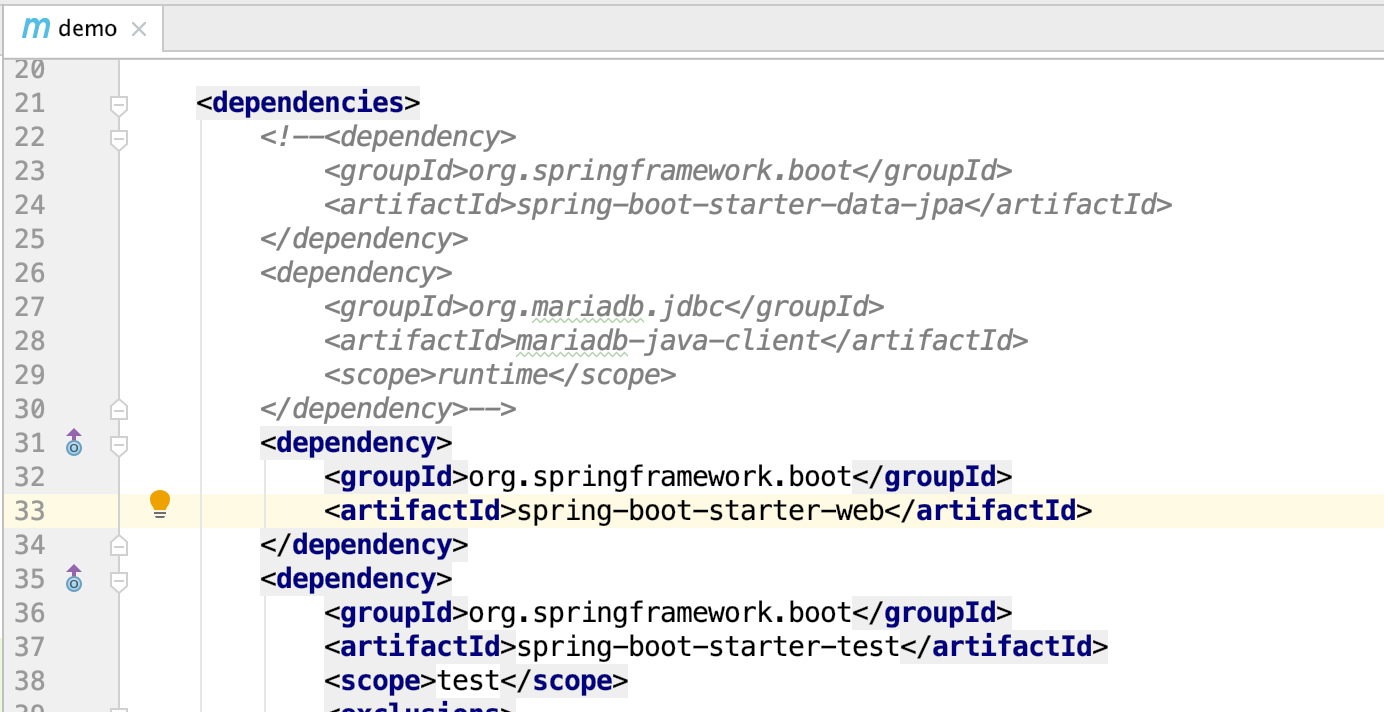 m demo
20
21 <dependencies>
22 <!--<dependency>
23 <groupId>org.springframework.boot</groupId>
24 <artifactId>spring-boot-starter-data-jpa</artifactId>
25 </dependency>
26 <dependency>
27 <groupId>org.mariadb.jdbc</groupId>
28 <artifactId>mariadb-java-client</artifactId>
29 <scope>runtime</scope>
30 </dependency>-->
31 <dependency>
32 <groupId>org.springframework.boot</groupId>
33 <artifactId>spring-boot-starter-web</artifactId>
34 </dependency>
35 <dependency>
36 <groupId>org.springframework.boot</groupId>
37 <artifactId>spring-boot-starter-test</artifactId>
38 <scope>test</scope>
39 <exclusions>